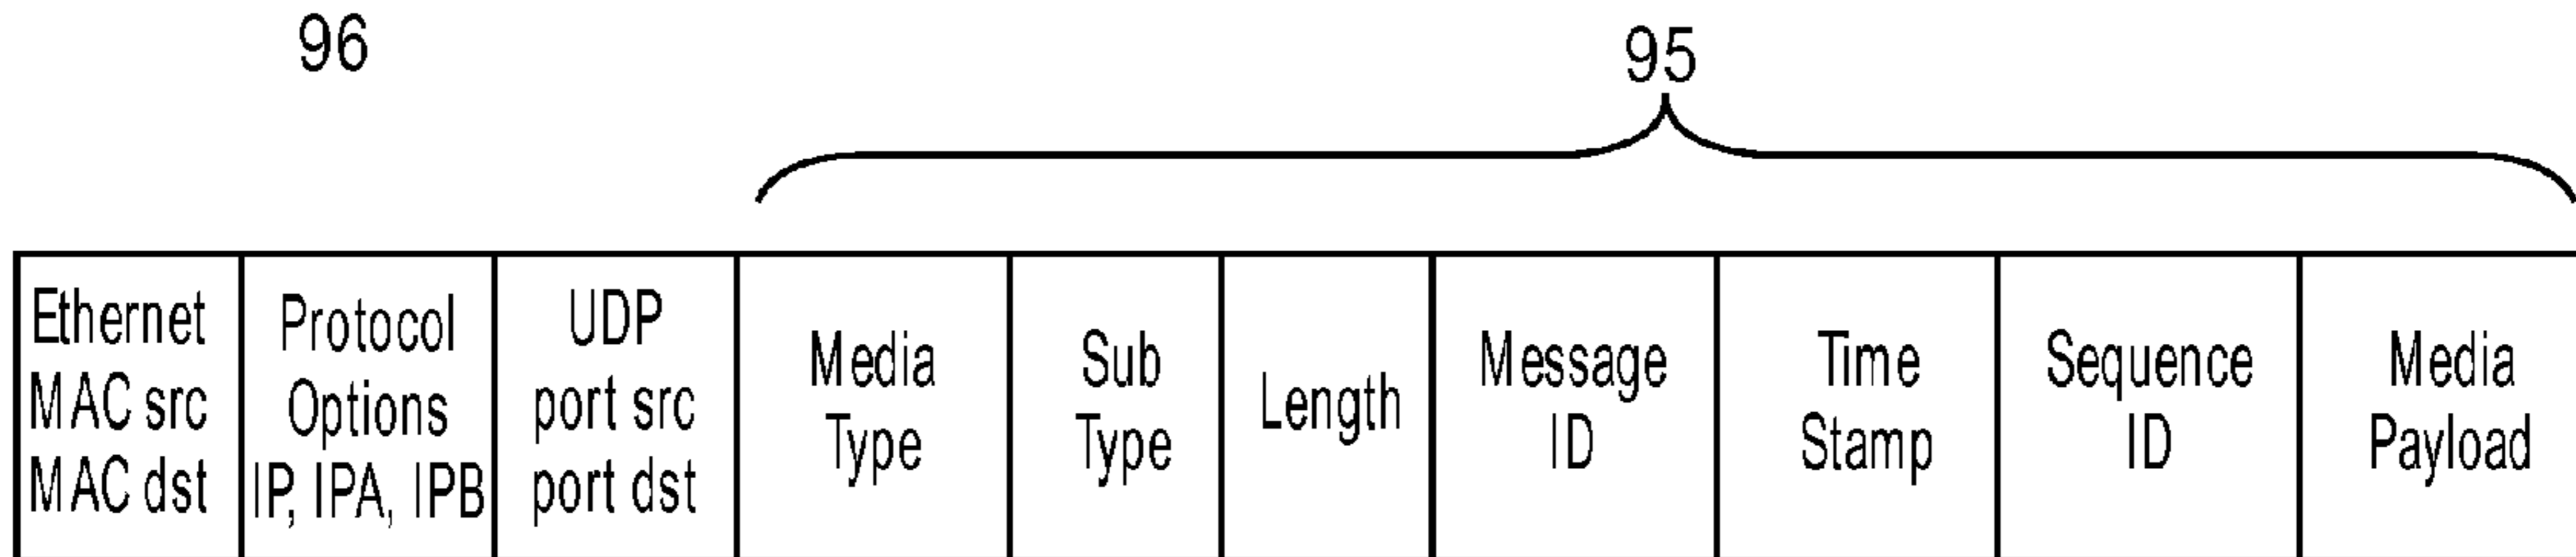 96
95
Ethernet
MAC src
MAC dst
Protocol
Options
IP, IPA, IPB
UDP
port src
port dst
Media
Type
Sub
Type
Length
Message
ID
Time
Stamp
Sequence
ID
Media
Payload